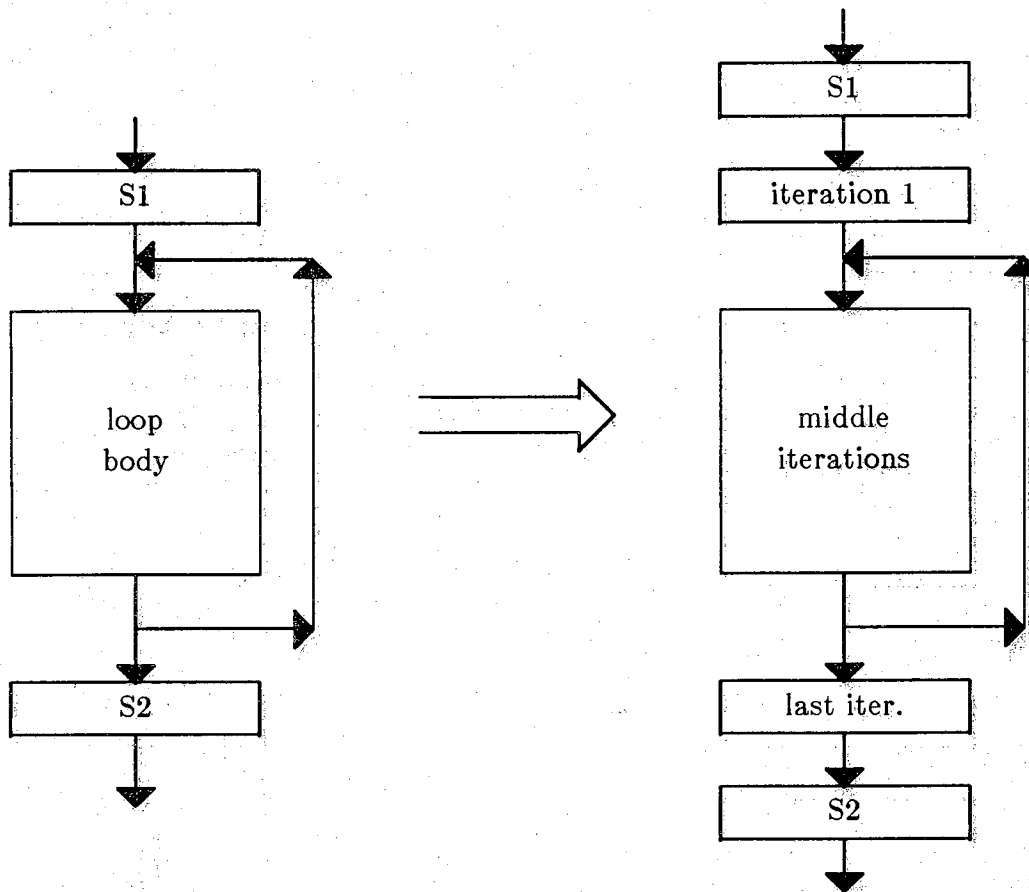 S1
loop
body
S2
S1
iteration 1
middle
iterations
last iter.
S2